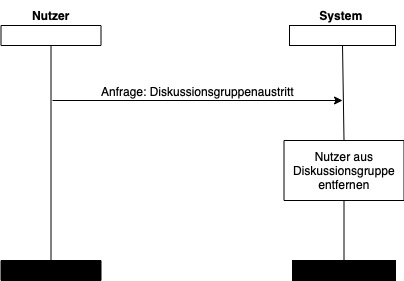 Nutzer
System
Anfrage: Diskussionsgruppenaustritt
Nutzer aus
Diskussionsgruppe
entfernen